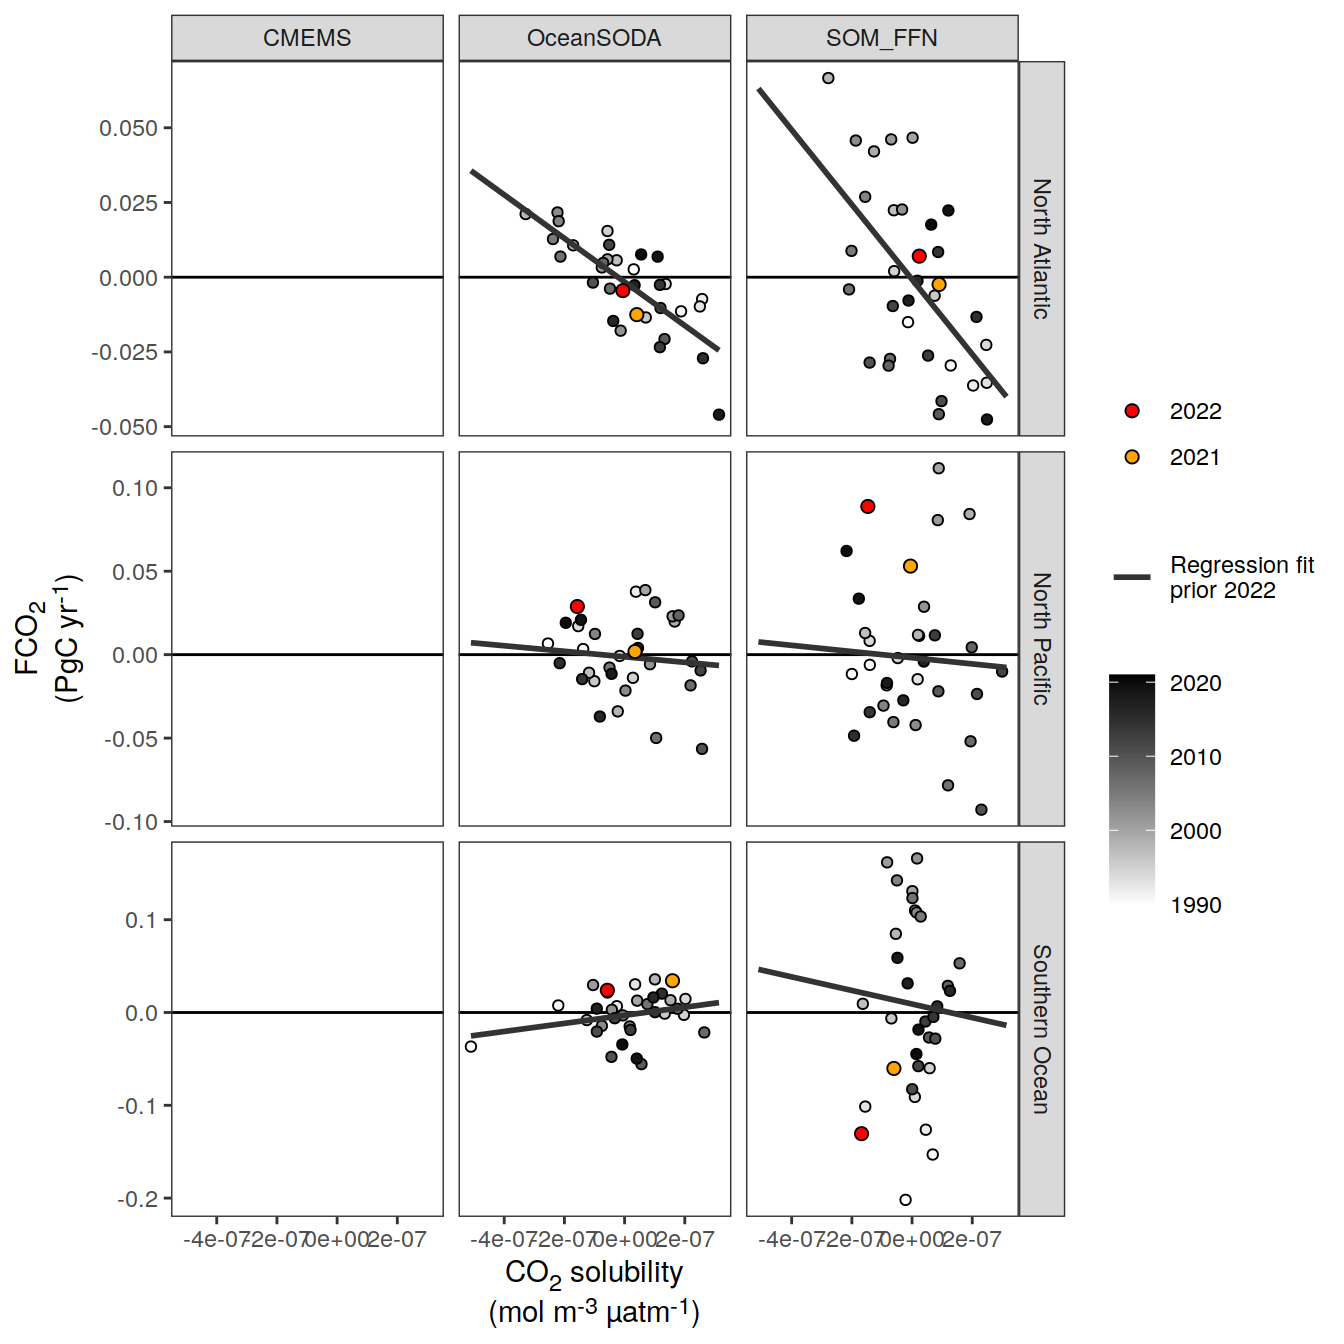 CMEMS OceanSODA SOM_FFN
0.050
0.025
0.000
-0.025
-0.050
North Atlantic
0.10
0.05
0.00
-0.05
-0.10
North Pacific
0.1
0.0
-0.1
-0.2
Southern Ocean
FCO2
(PgC yr-1)
-4e-07 -2e-07 0e+00 2e-07 -4e-07 -2e-07 0e+00 2e-07 -4e-07 -2e-07 0e+00 2e-07
CO2 solubility
(mol m-3 µatm-1)
2022
2021
Regression fit
prior 2022
2020
2010
2000
1990